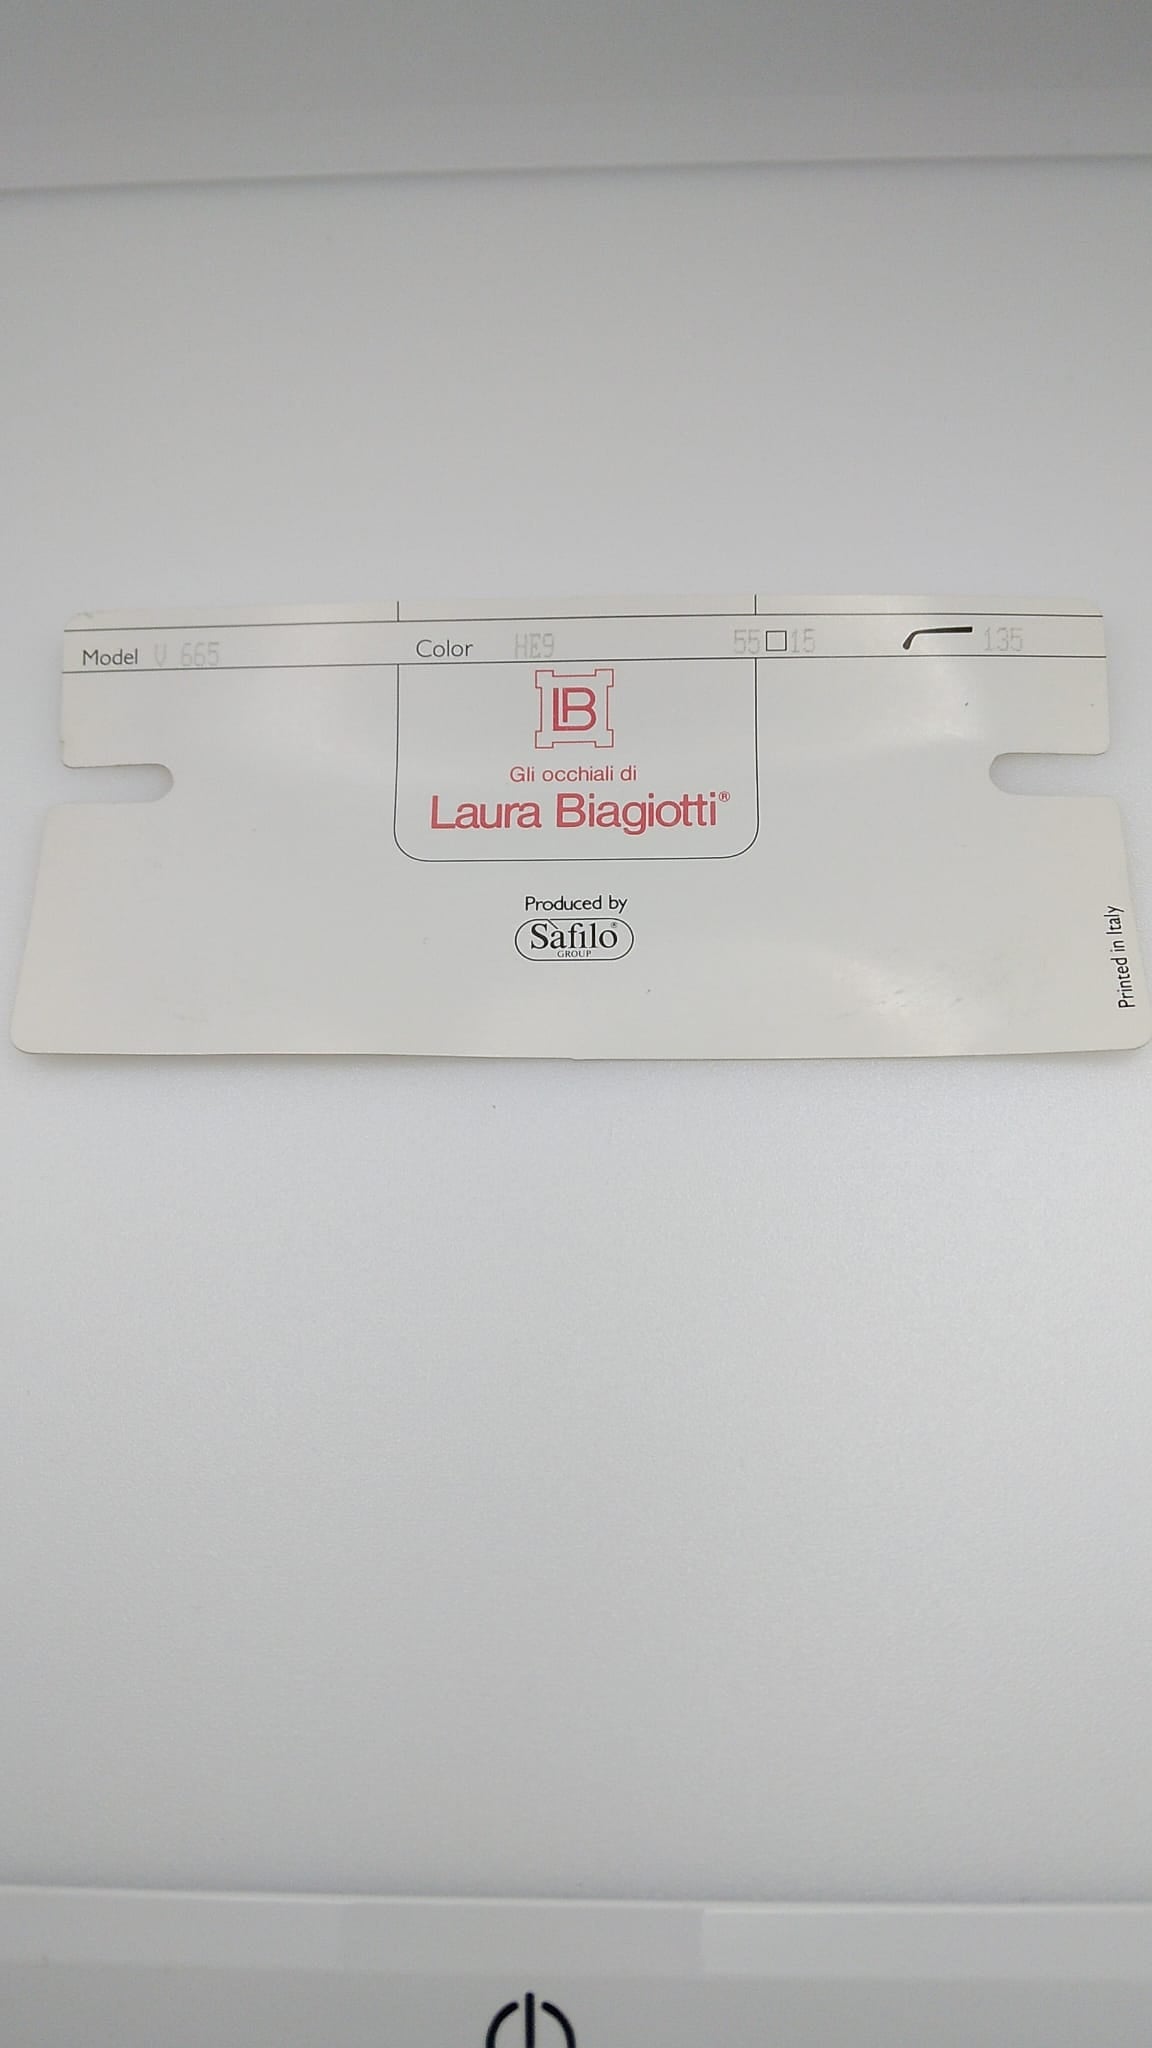 Model V 665 Color HE9 55□15 135
LB
Gli occhiali di
Laura Biagiotti®
Produced by
Sàfilo®
GROUP
Printed in Italy